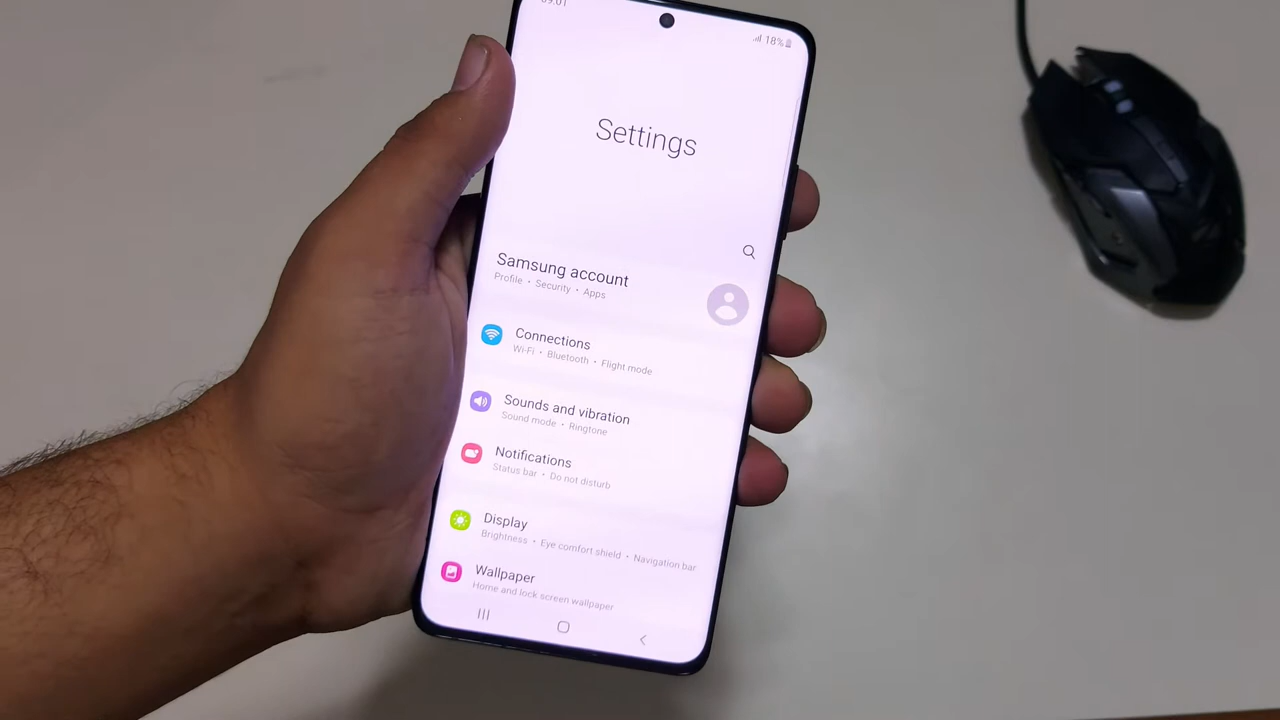 09:01
18%
Settings
Samsung account
Profile • Security • Apps
Connections
Wi-Fi • Bluetooth • Flight mode
Sounds and vibration
Sound mode • Ringtone
Notifications
Status bar • Do not disturb
Display
Brightness • Eye comfort shield • Navigation bar
Wallpaper
Home and lock screen wallpaper